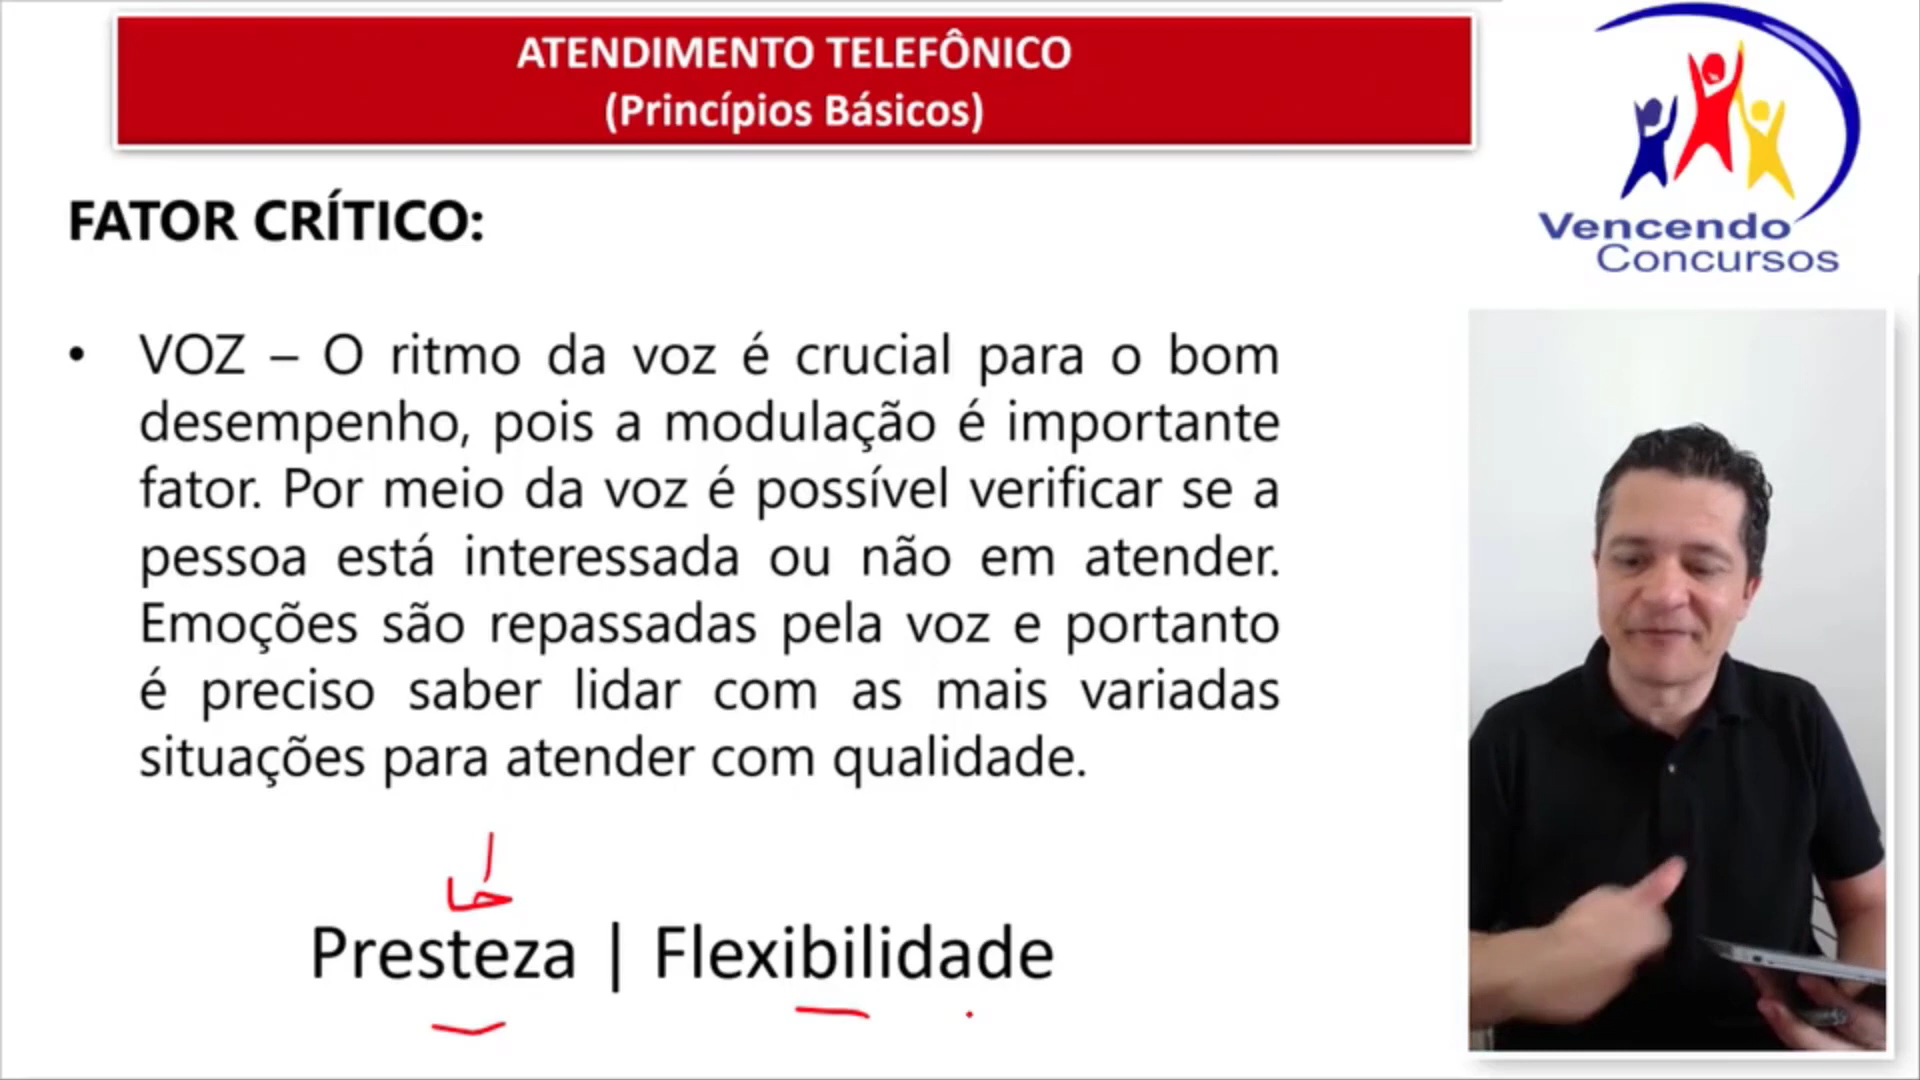 ATENDIMENTO TELEFÔNICO
(Princípios Básicos)
Vencendo
Concursos
FATOR CRÍTICO:
• VOZ – O ritmo da voz é crucial para o bom
desempenho, pois a modulação é importante
fator. Por meio da voz é possível verificar se a
pessoa está interessada ou não em atender.
Emoções são repassadas pela voz e portanto
é preciso saber lidar com as mais variadas
situações para atender com qualidade.
Presteza | Flexibilidade